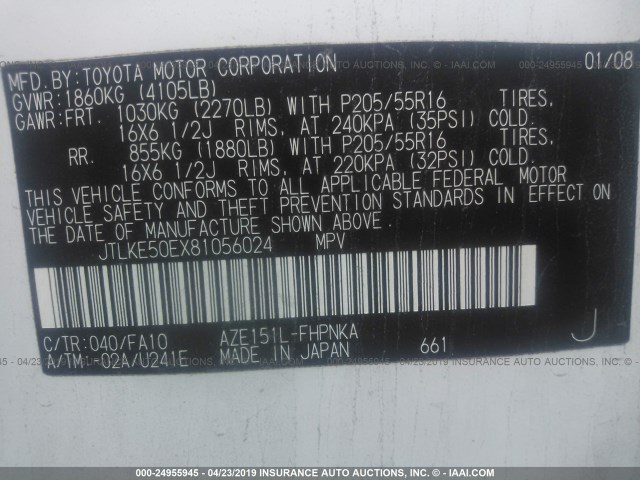 MFD.BY:TOYOTA MOTOR CORPORATION 01/08
GVWR:1860KG (4105LB)
GAWR:FRT. 1030KG (2270LB) WITH P205/55R16 TIRES,
16X6 1/2J RIMS, AT 240KPA (35PSI) COLD.
RR. 855KG (1880LB) WITH P205/55R16 TIRES,
16X6 1/2J RIMS, AT 220KPA (32PSI) COLD.
THIS VEHICLE CONFORMS TO ALL APPLICABLE FEDERAL MOTOR
VEHICLE SAFETY AND THEFT PREVENTION STANDARDS IN EFFECT ON
THE DATE OF MANUFACTURE SHOWN ABOVE.
JTLKE50EX81056024 MPV
C/TR:040/FA10 AZE151L-FHPNKA J
A/TM:-02A/U241E MADE IN JAPAN 661
000-24955945 - 04/23/2019 INSURANCE AUTO AUCTIONS, INC. - IAAI.COM